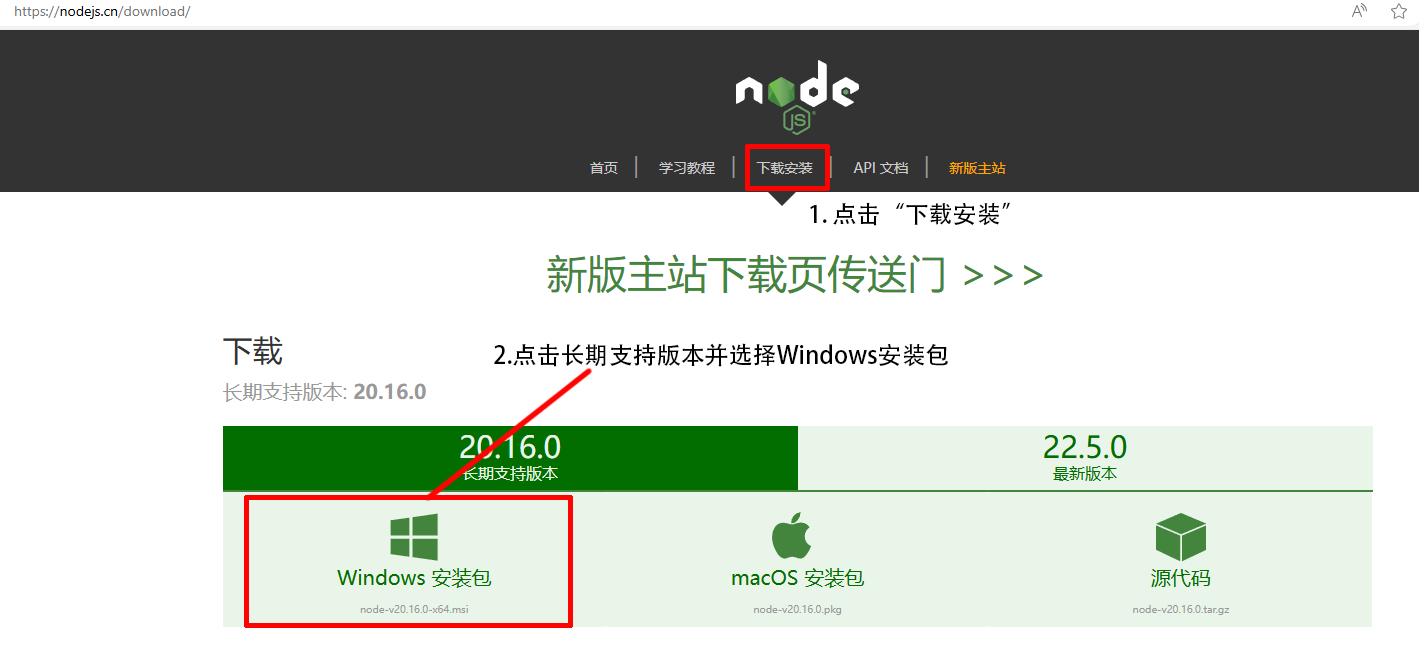 https://nodejs.cn/download/
node
JS
首页 | 学习教程 | 下载安装 | API 文档 | 新版主站
1. 点击“下载安装”
新版主站下载页传送门 >>>
下载
2.点击长期支持版本并选择Windows安装包
长期支持版本: 20.16.0
20.16.0
长期支持版本
22.5.0
最新版本
Windows 安装包
node-v20.16.0-x64.msi
macOS 安装包
node-v20.16.0.pkg
源代码
node-v20.16.0.tar.gz